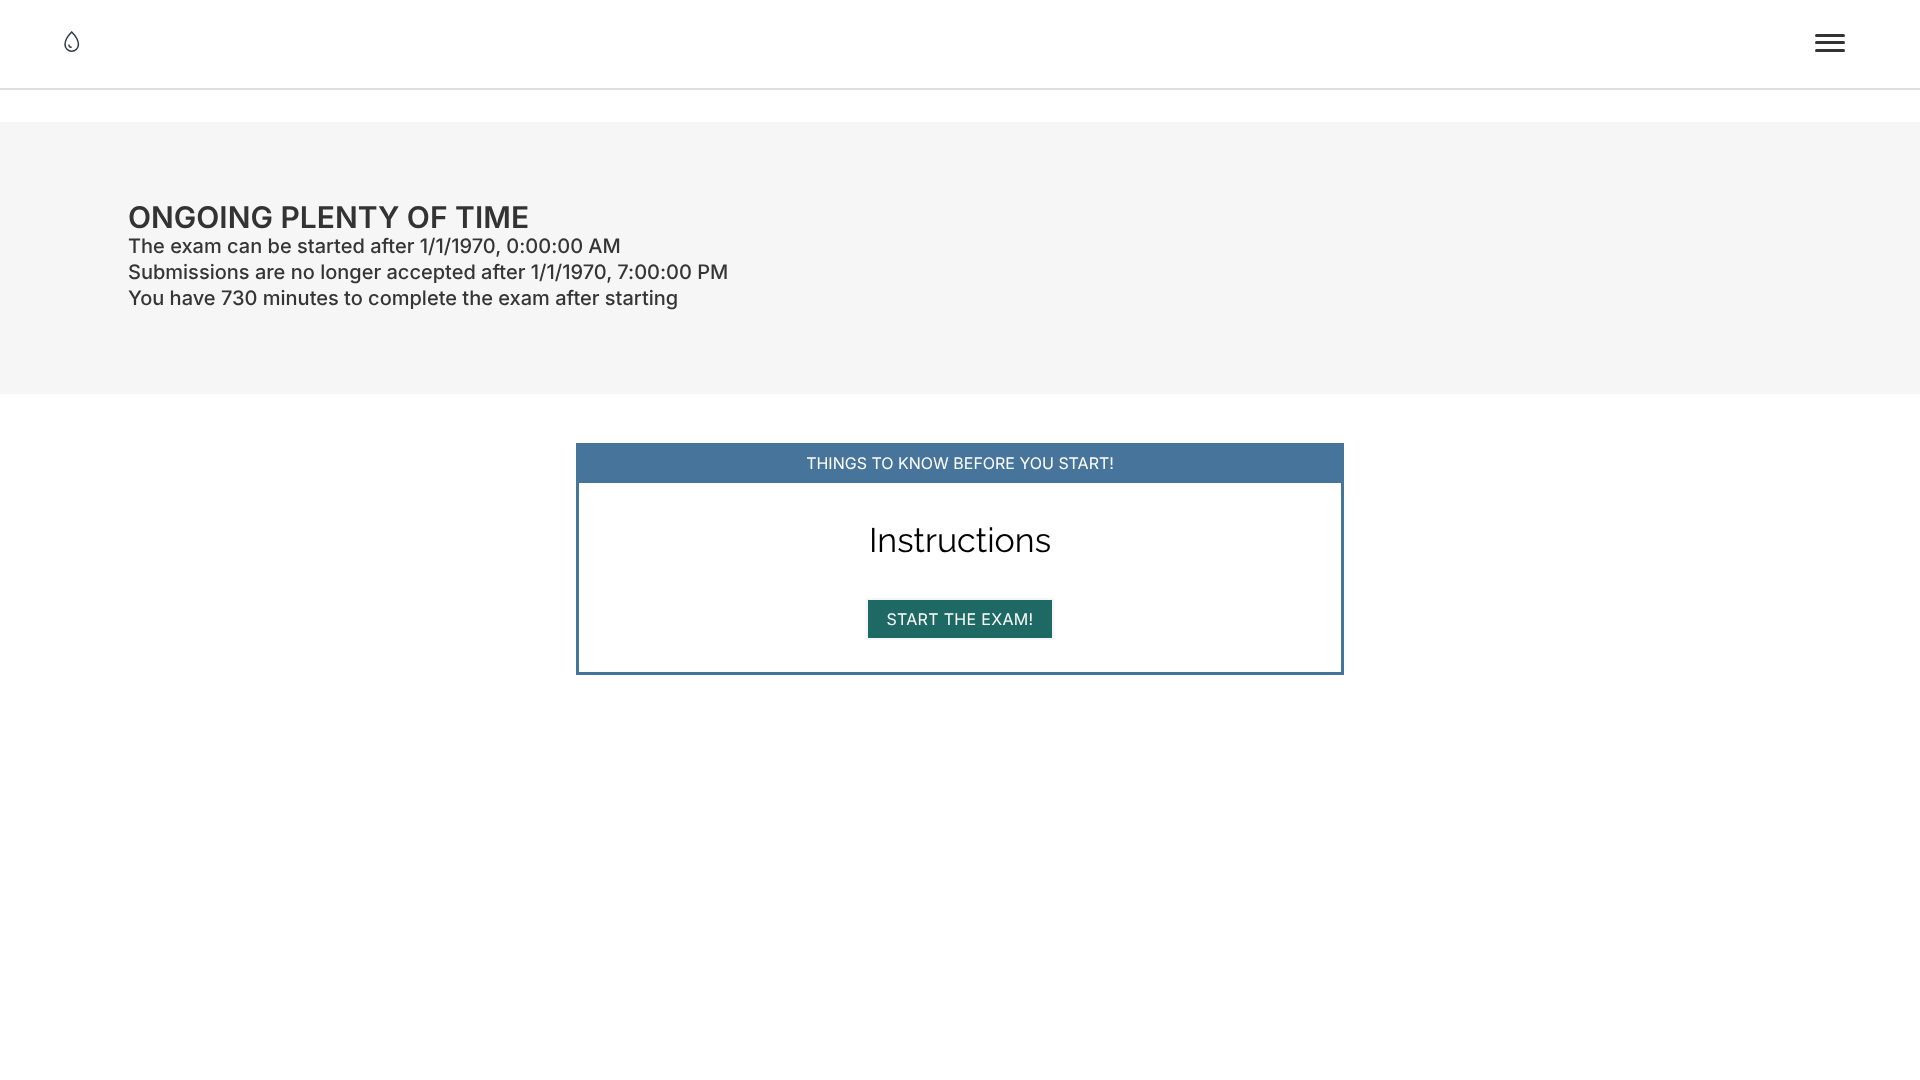 ONGOING PLENTY OF TIME
The exam can be started after 1/1/1970, 0:00:00 AM
Submissions are no longer accepted after 1/1/1970, 7:00:00 PM
You have 730 minutes to complete the exam after starting
THINGS TO KNOW BEFORE YOU START!
Instructions
START THE EXAM!